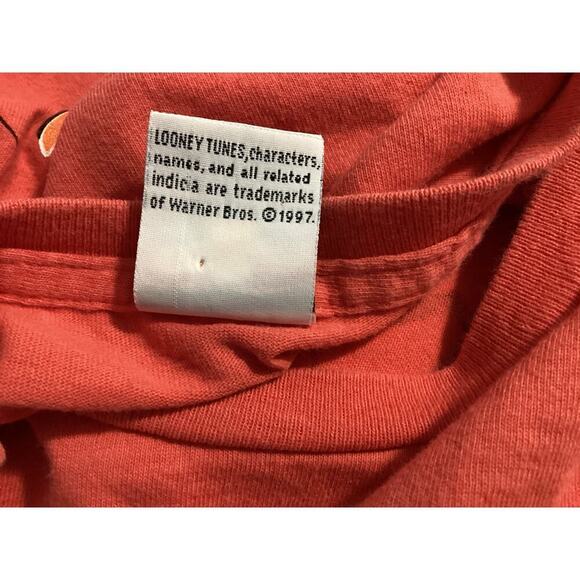 LOONEY TUNES, characters,
names, and all related
indicia are trademarks
of Warner Bros. ©1997.